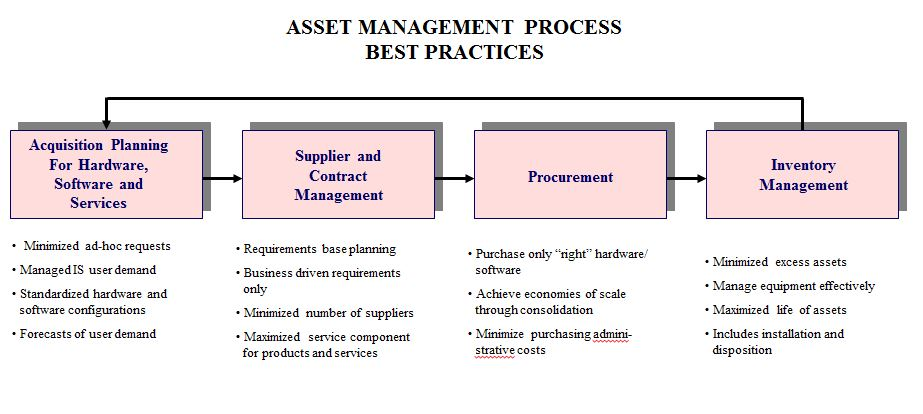 ASSET MANAGEMENT PROCESS
BEST PRACTICES
Acquisition Planning
For Hardware,
Software and
Services
Supplier and
Contract
Management
Procurement
Inventory
Management
• Minimized ad-hoc requests
• Managed IS user demand
• Standardized hardware and
software configurations
• Forecasts of user demand
• Requirements base planning
• Business driven requirements
only
• Minimized number of suppliers
• Maximized service component
for products and services
• Purchase only “right” hardware/
software
• Achieve economies of scale
through consolidation
• Minimize purchasing admini-
strative costs
• Minimized excess assets
• Manage equipment effectively
• Maximized life of assets
• Includes installation and
disposition